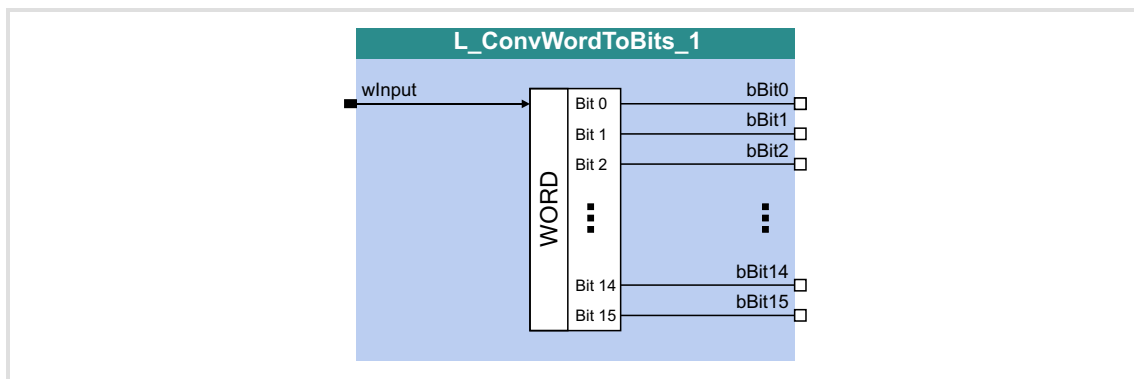 L_ConvWordToBits_1
wInput
WORD
Bit 0
bBit0
Bit 1
bBit1
Bit 2
bBit2
Bit 14
bBit14
Bit 15
bBit15